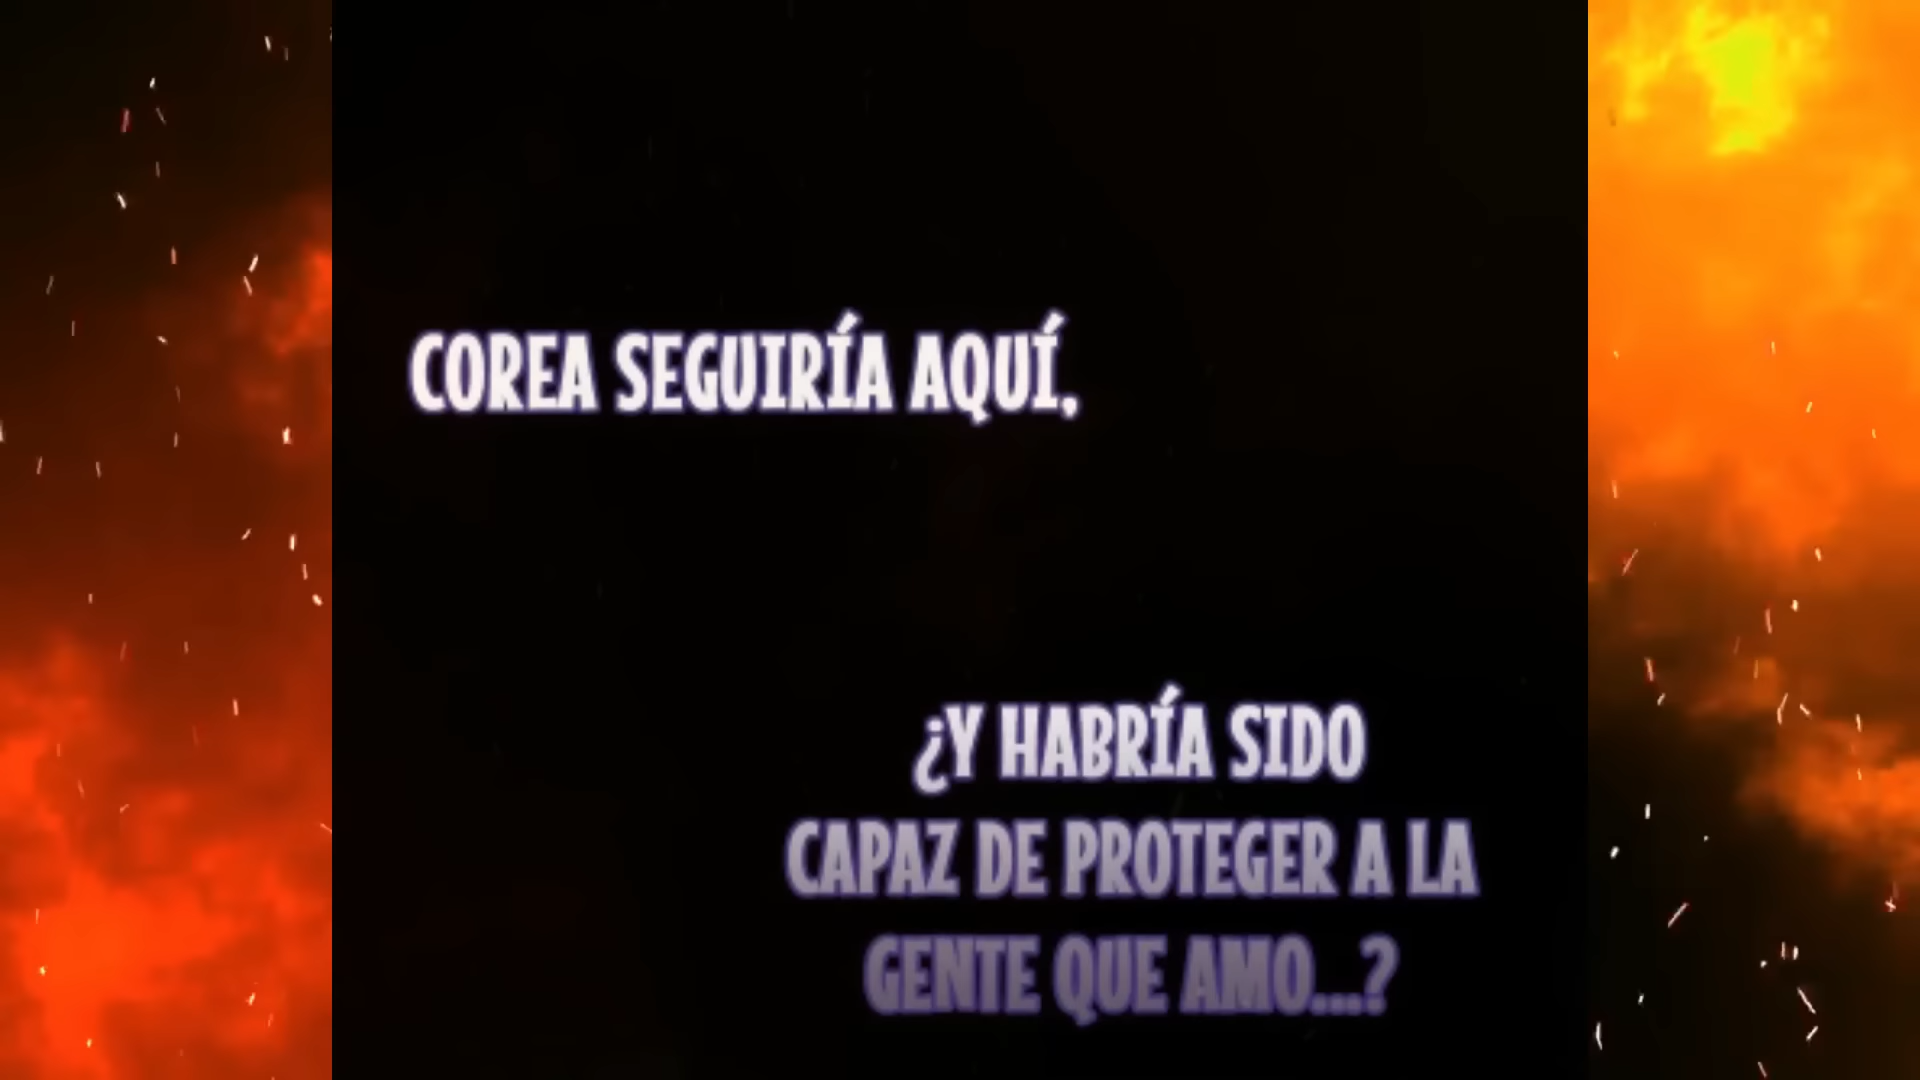 COREA SEGUIRÍA AQUÍ,
¿Y HABRÍA SIDO
CAPAZ DE PROTEGER A LA
GENTE QUE AMO...?